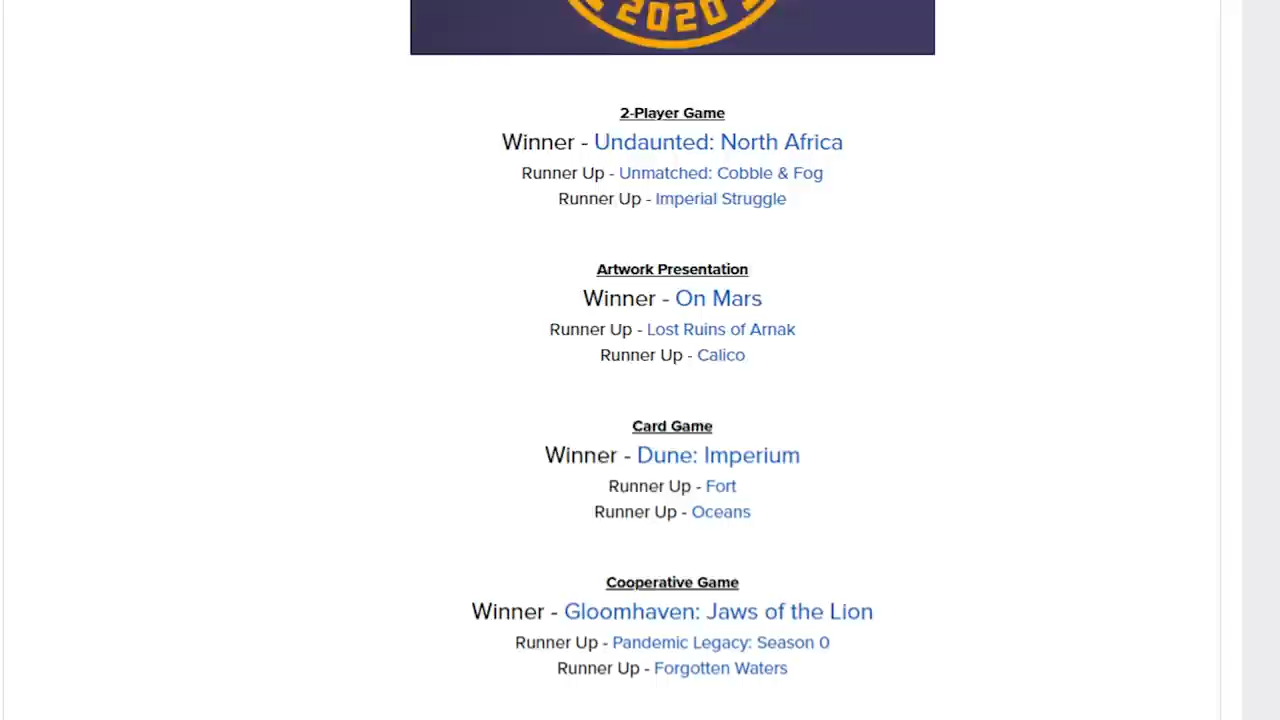 2020
2-Player Game
Winner - Undaunted: North Africa
Runner Up - Unmatched: Cobble & Fog
Runner Up - Imperial Struggle
Artwork Presentation
Winner - On Mars
Runner Up - Lost Ruins of Arnak
Runner Up - Calico
Card Game
Winner - Dune: Imperium
Runner Up - Fort
Runner Up - Oceans
Cooperative Game
Winner - Gloomhaven: Jaws of the Lion
Runner Up - Pandemic Legacy: Season 0
Runner Up - Forgotten Waters